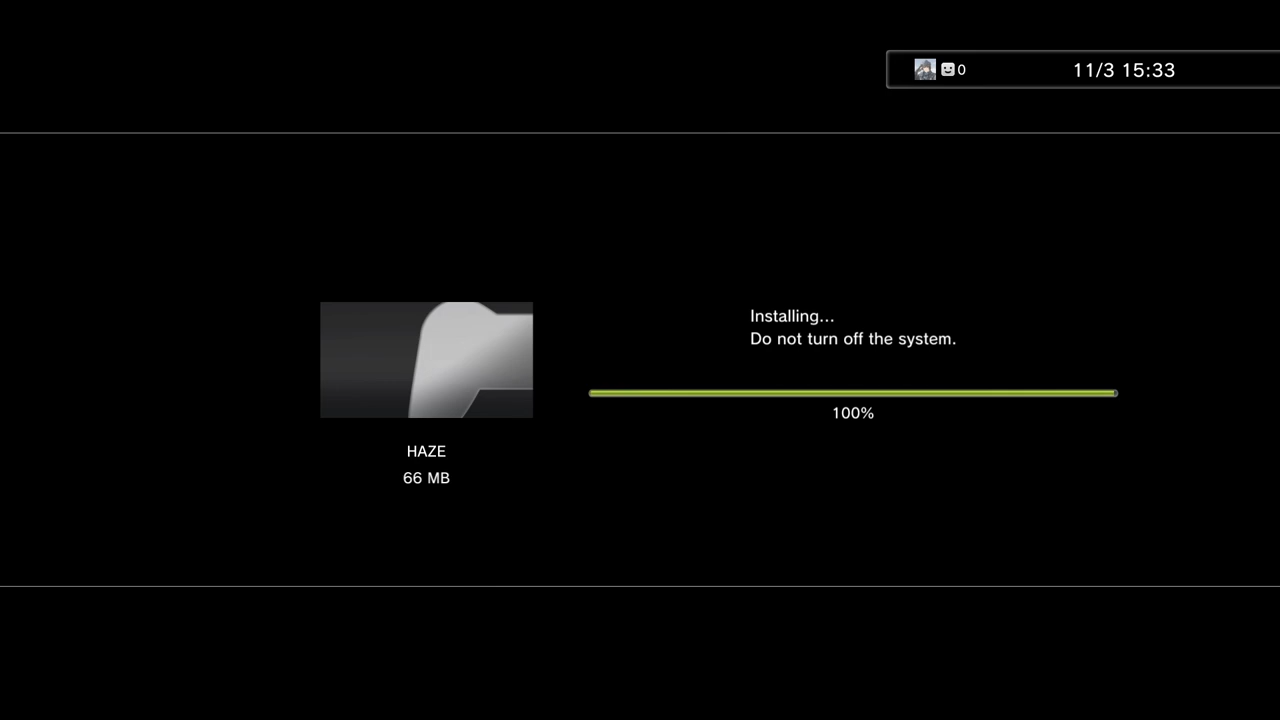 0
11/3 15:33
Installing...
Do not turn off the system.
100%
HAZE
66 MB